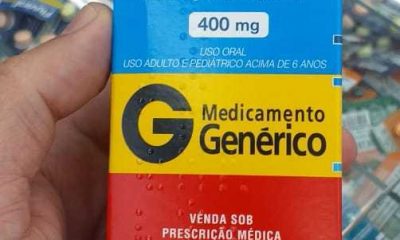 400 mg
USO ORAL
USO ADULTO E PEDIÁTRICO ACIMA DE 6 ANOS
G Medicamento
Genérico
VENDA SOB
PRESCRIÇÃO MÉDICA